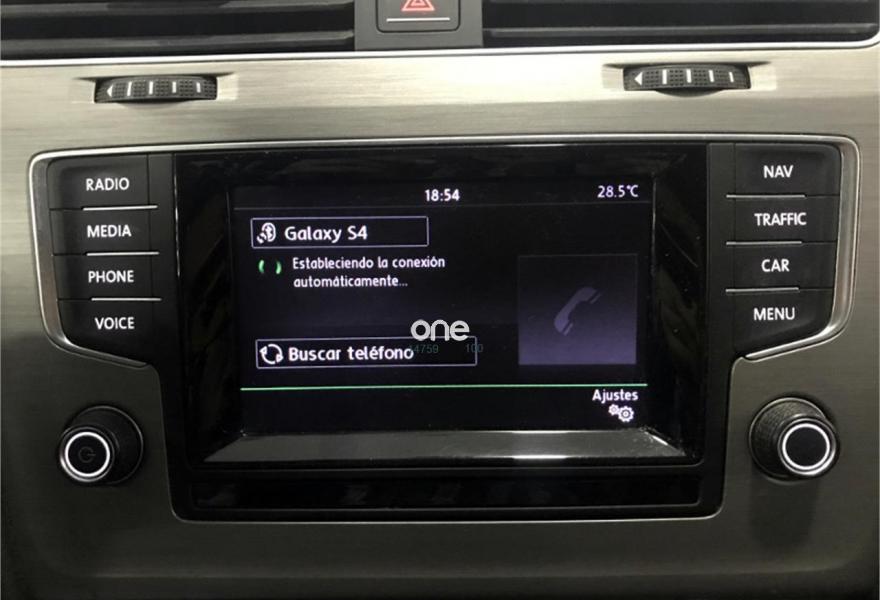 RADIO
MEDIA
PHONE
VOICE
18:54
28.5°C
Galaxy S4
Estableciendo la conexión
automáticamente...
one
Buscar teléfono
100
Ajustes
NAV
TRAFFIC
CAR
MENU